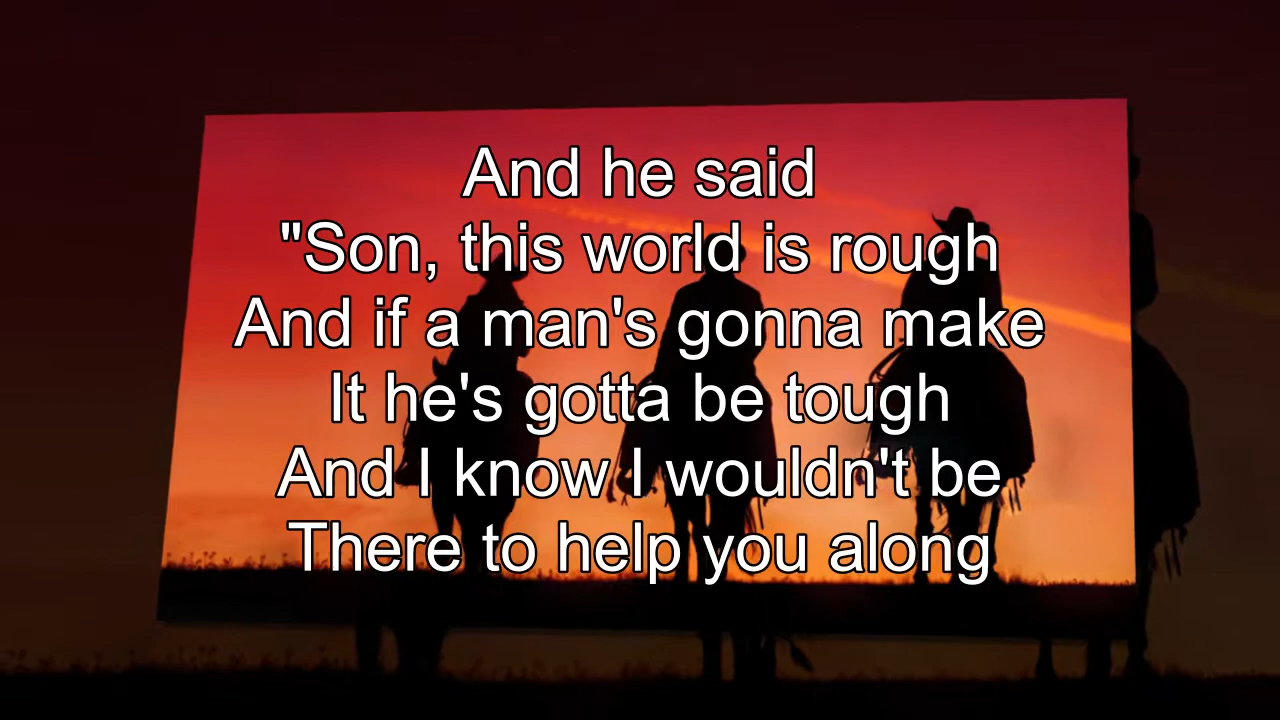 And he said
"Son, this world is rough
And if a man's gonna make
It he's gotta be tough
And I know I wouldn't be
There to help you along